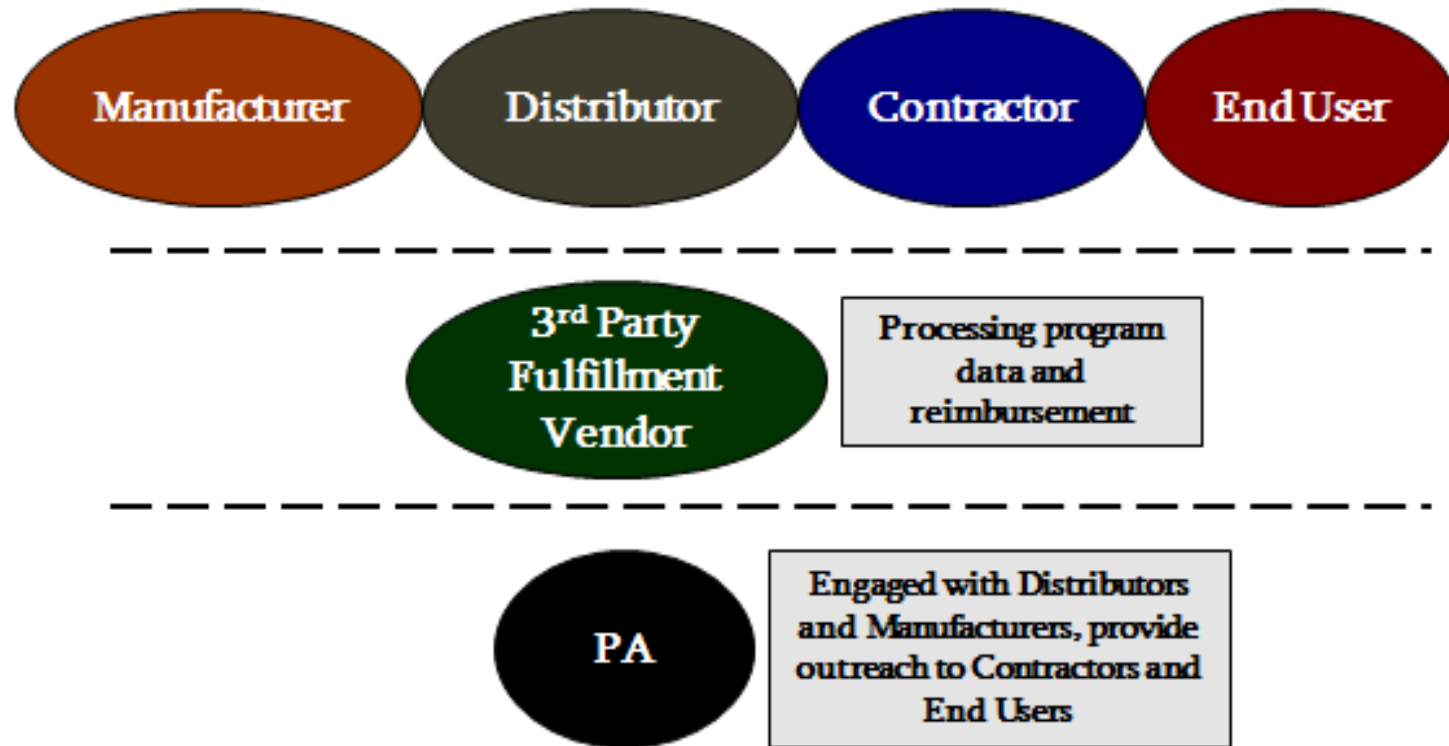 Manufacturer
Distributor
Contractor
End User
3rd Party
Fulfillment
Vendor
Processing program
data and
reimbursement
PA
Engaged with Distributors
and Manufacturers, provide
outreach to Contractors and
End Users